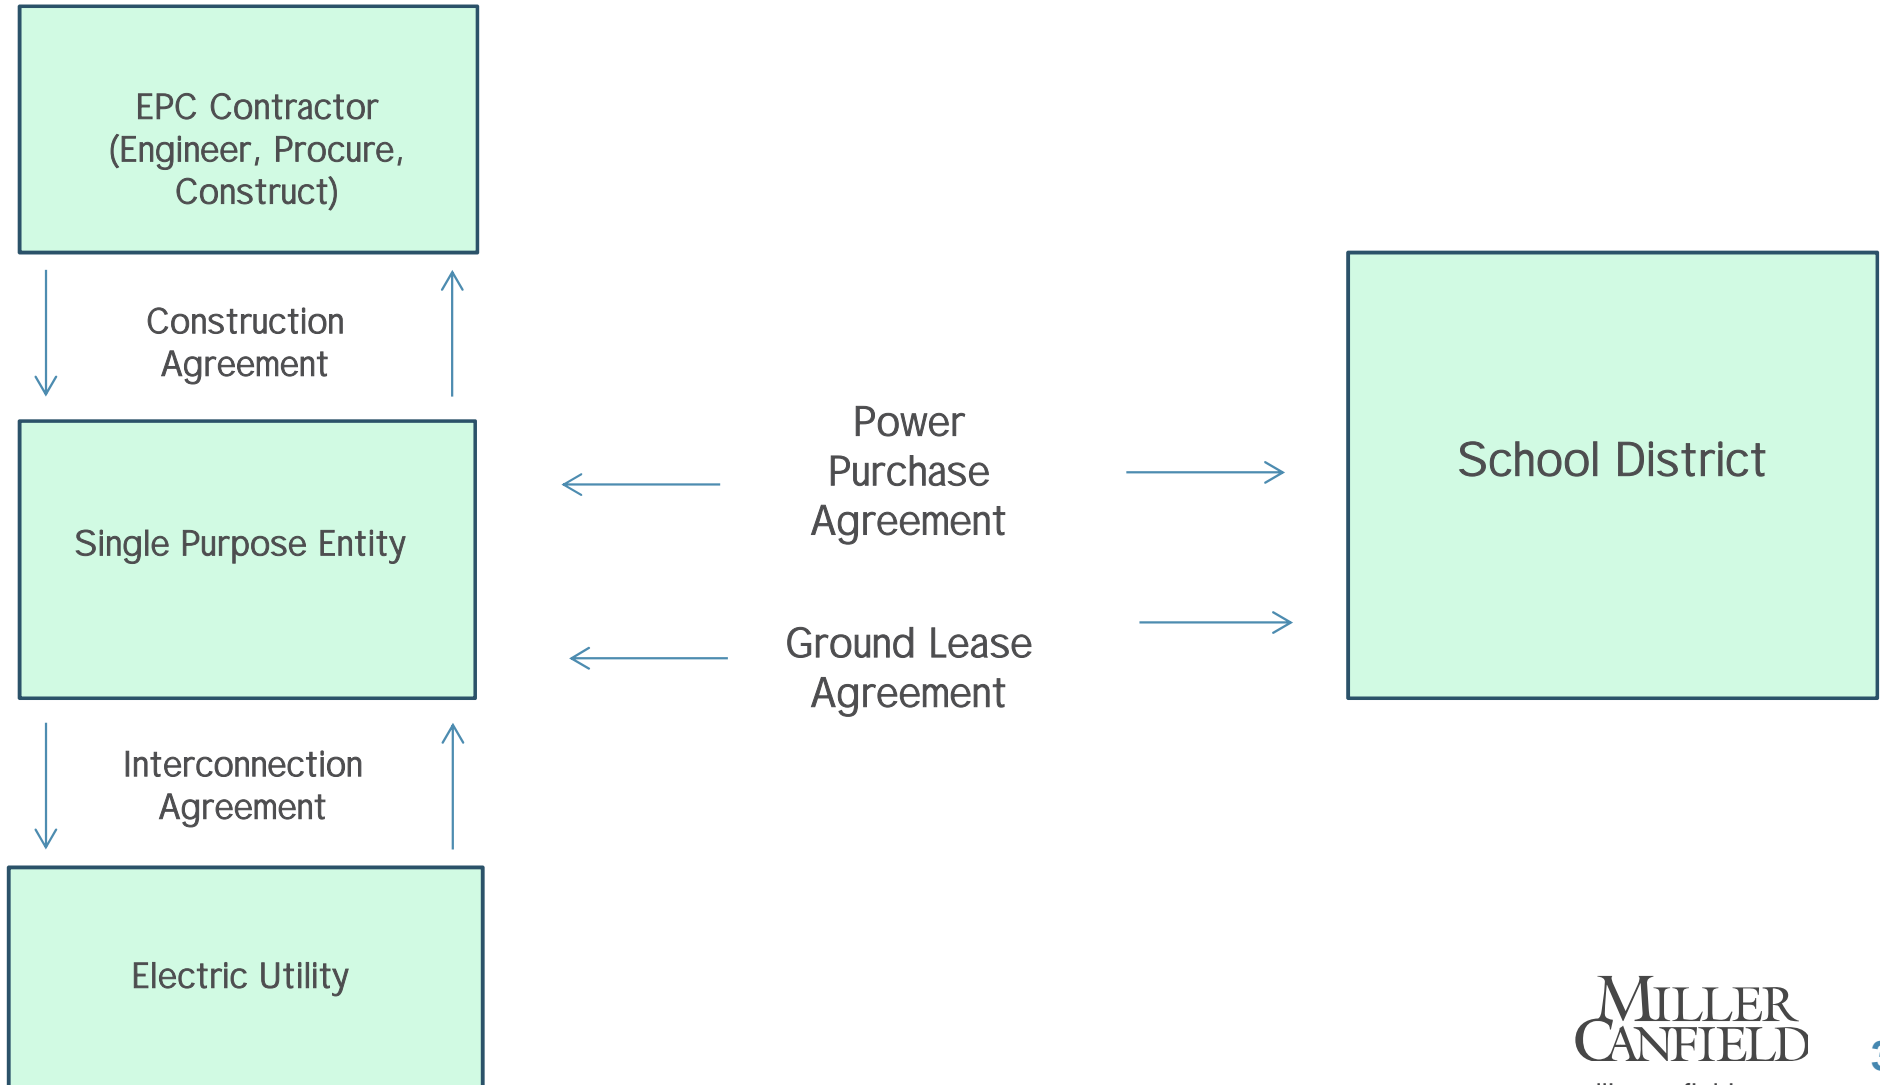 EPC Contractor
(Engineer, Procure,
Construct)
Construction
Agreement
Single Purpose Entity
Power
Purchase
Agreement
School District
Ground Lease
Agreement
Interconnection
Agreement
Electric Utility
MILLER
CANFIELD